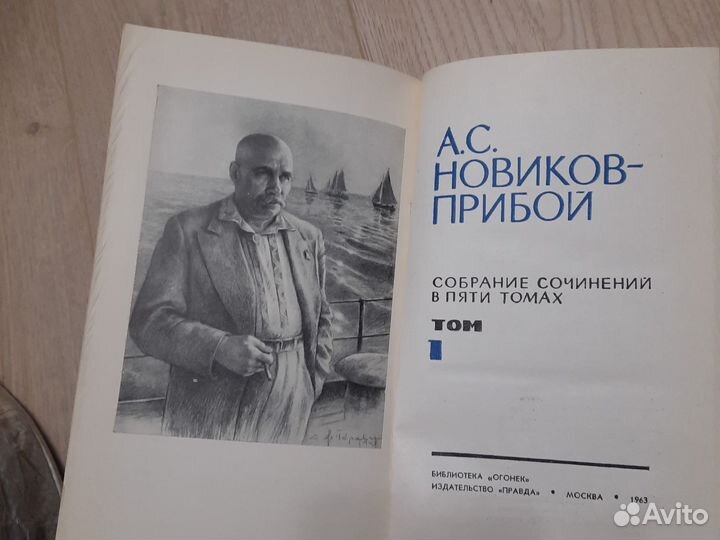 А.С.
НОВИКОВ-
ПРИБОЙ
СОБРАНИЕ СОЧИНЕНИЙ
В ПЯТИ ТОМАХ
ТОМ
I
БИБЛИОТЕКА «ОГОНЕК»
ИЗДАТЕЛЬСТВО «ПРАВДА» • МОСКВА • 1963
Avito